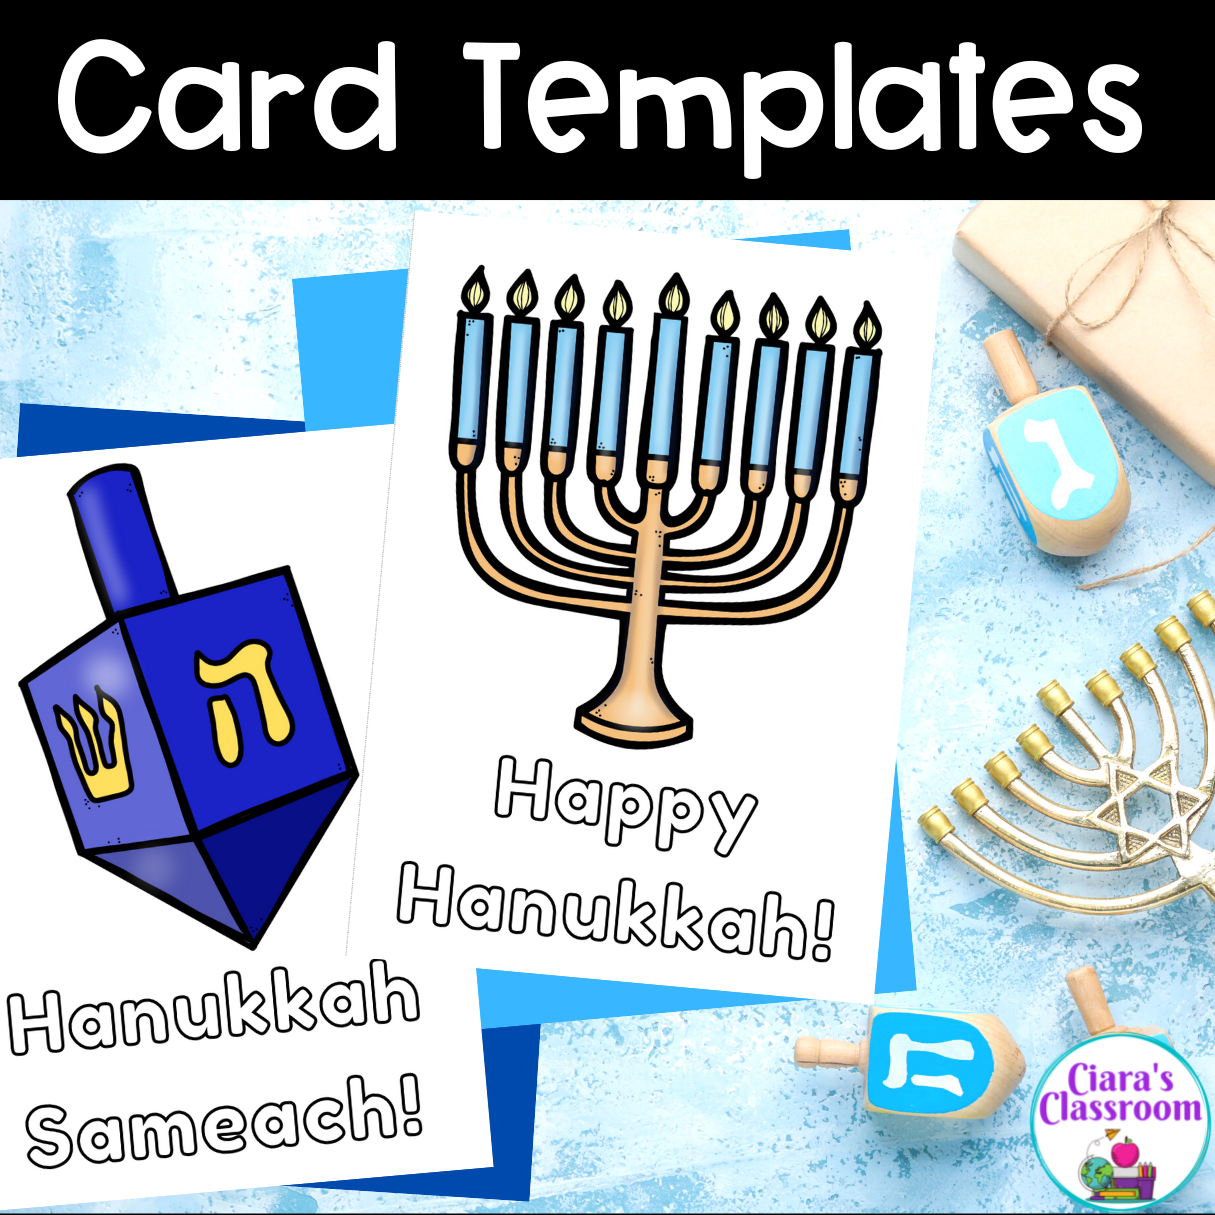 Card Templates
Happy
Hanukkah!
ש ה
Hanukkah
Sameach!
נ
ה
Ciara's
Classroom